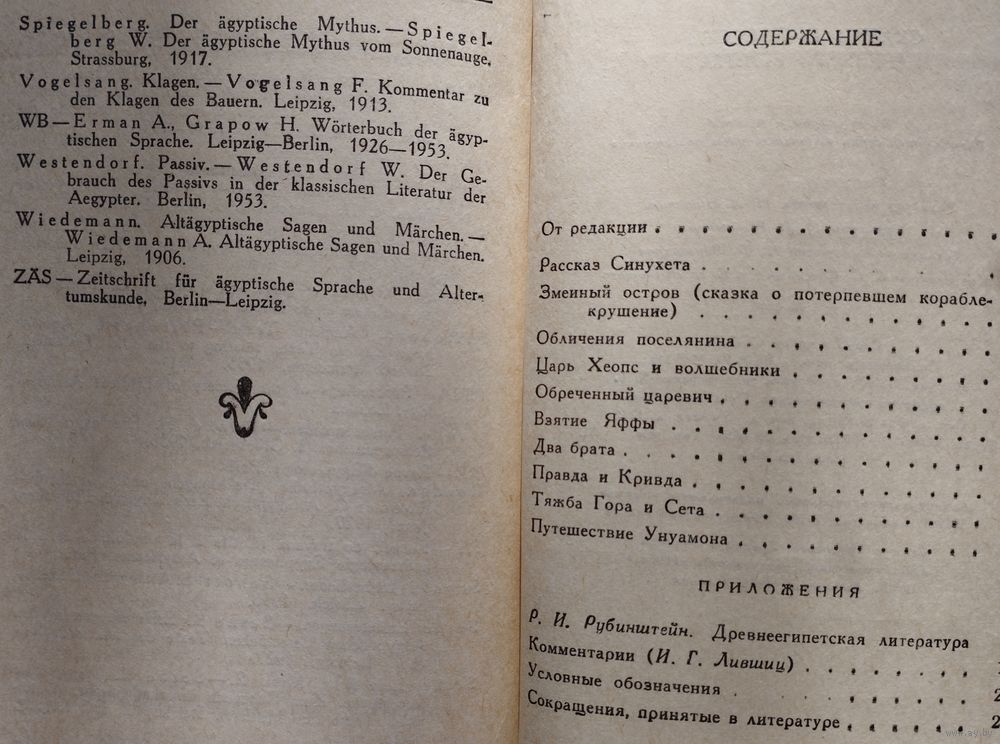 Spiegelberg. Der ägyptische Mythus. — Spiegel-
berg W. Der ägyptische Mythus vom Sonnenauge,
Strassburg, 1917.
Vogelsang. Klagen. — Vogelsang F. Kommentar zu
den Klagen des Bauern. Leipzig, 1913.
WB — Erman A., Grapow H. Wörterbuch der ägyp-
tischen Sprache. Leipzig—Berlin, 1926—1953.
Westendorf. Passiv. — Westendorf W. Der Ge-
brauch des Passivs in der klassischen Literatur der
Aegypter. Berlin, 1953.
Wiedemann. Altägyptische Sagen und Märchen. —
Wiedemann A. Altägyptische Sagen und Märchen.
Leipzig, 1906.
ZÄS — Zeitschrift für ägyptische Sprache und Alter-
tumskunde, Berlin—Leipzig.
СОДЕРЖАНИЕ
От редакции . . . . . . . . . . . . . .
Рассказ Синухета . . . . . . . . . . .
Змеиный остров (сказка о потерпевшем корабле-
крушение) . . . . . . . . . . . . .
Обличения поселянина . . . . . . . . . . .
Царь Хеопс и волшебники . . . . . . . . .
Обреченный царевич . . . . . . . . . . . .
Взятие Яффы . . . . . . . . . . . . . .
Два брата . . . . . . . . . . . . . . . .
Правда и Кривда . . . . . . . . . . . . .
Тяжба Гора и Сета . . . . . . . . . . . .
Путешествие Унуамона . . . . . . . . . . .
ПРИЛОЖЕНИЯ
Р. И. Рубинштейн. Древнеегипетская литература
Комментарии (И. Г. Лившиц) . . . . . . . .
Условные обозначения . . . . . . . . . 2
Сокращения, принятые в литературе . . . . . . 2
www.ay.by